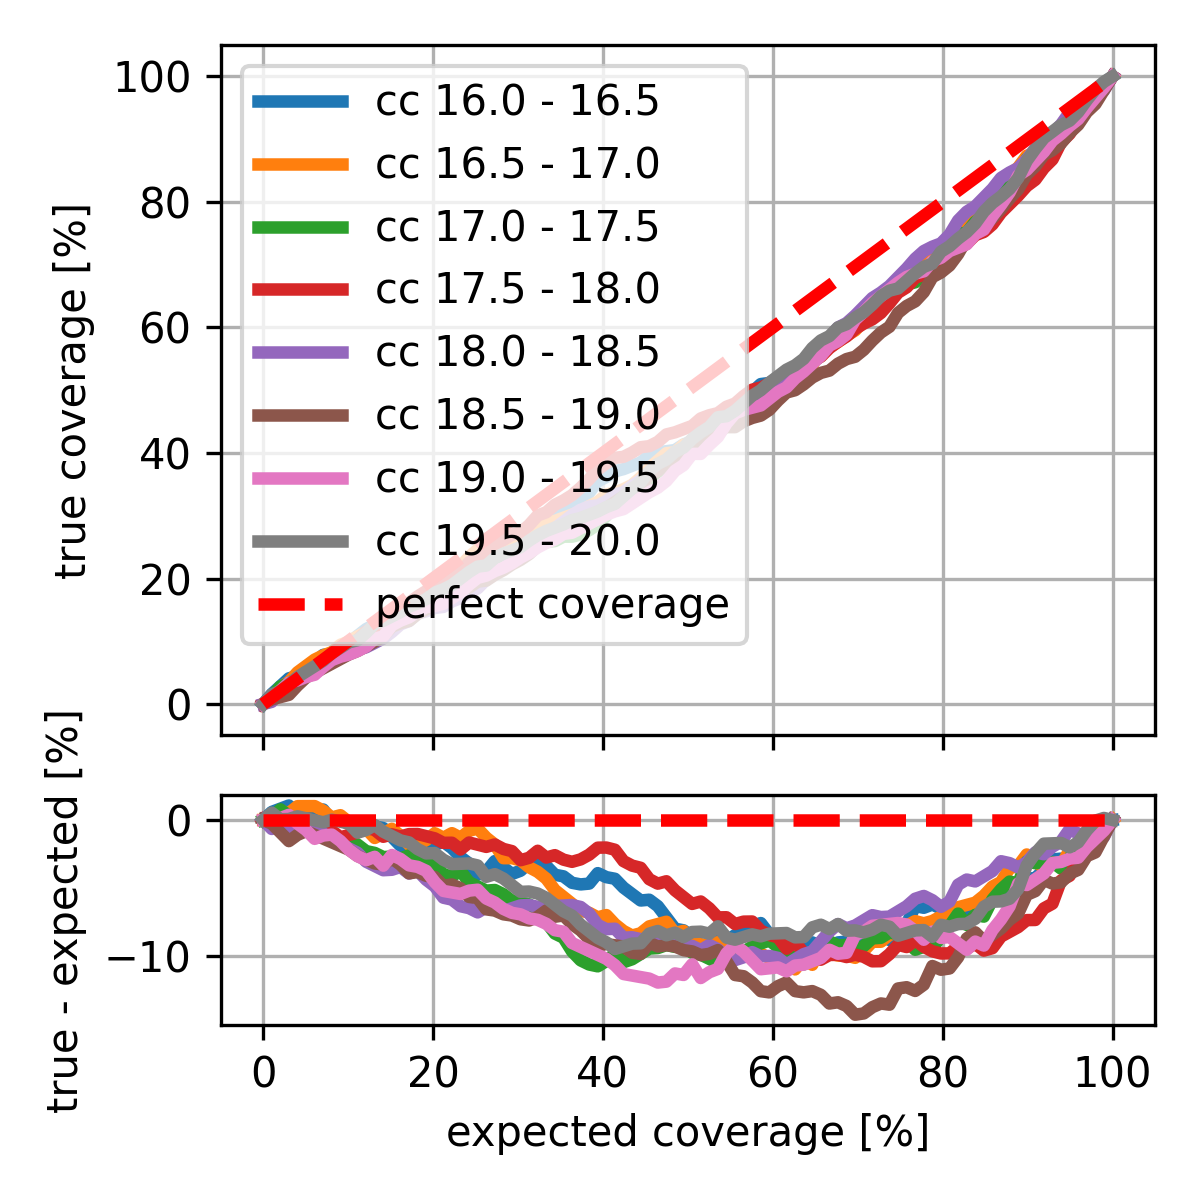 true coverage [%]
100
80
60
40
20
0
cc 16.0 - 16.5
cc 16.5 - 17.0
cc 17.0 - 17.5
cc 17.5 - 18.0
cc 18.0 - 18.5
cc 18.5 - 19.0
cc 19.0 - 19.5
cc 19.5 - 20.0
perfect coverage
true - expected [%]
0
−10
0 20 40 60 80 100
expected coverage [%]